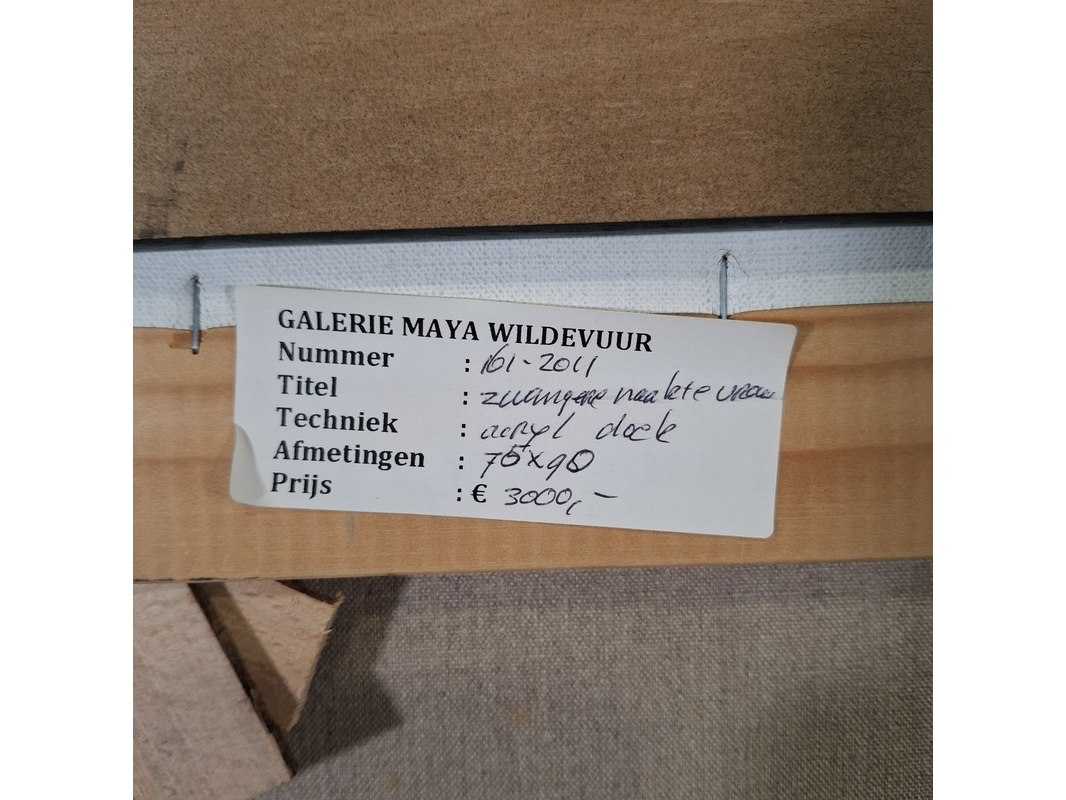 GALERIE MAYA WILDEVUUR
Nummer : 161-2011
Titel : zwangere naakte vrouw
Techniek : acryl doek
Afmetingen : 75x90
Prijs : € 3000,-